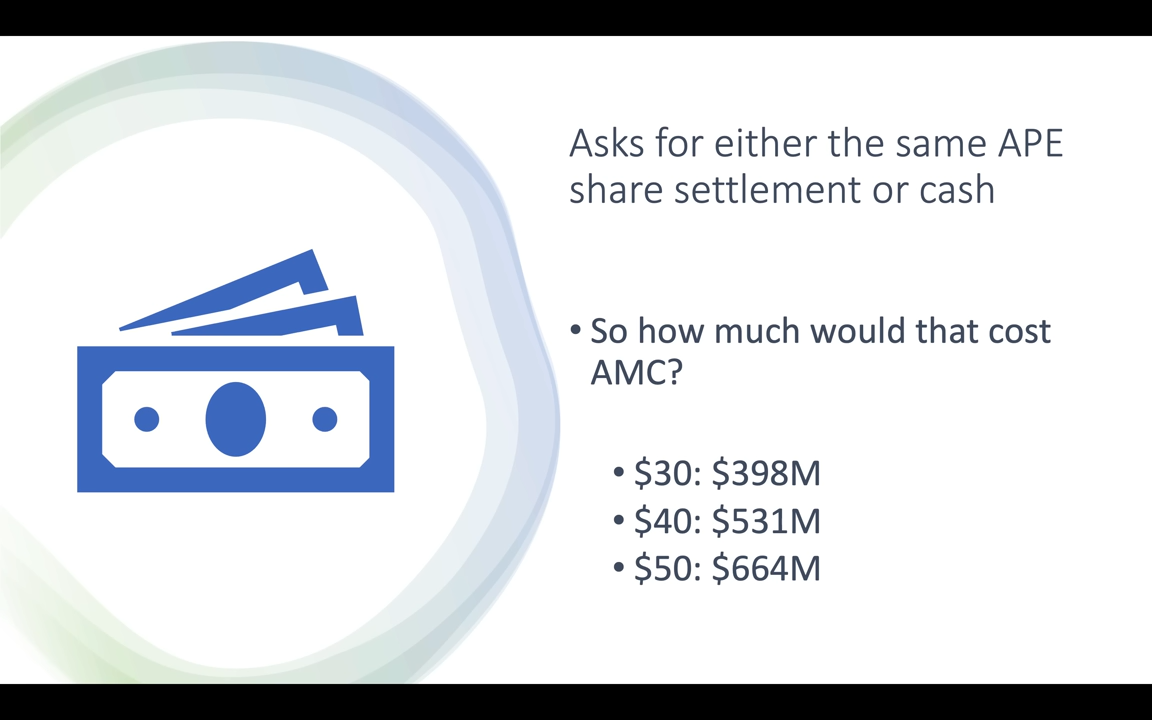 Asks for either the same APE
share settlement or cash
• So how much would that cost
AMC?
• $30: $398M
• $40: $531M
• $50: $664M